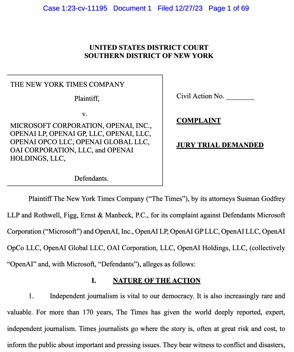 Case 1:23-cv-11195 Document 1 Filed 12/27/23 Page 1 of 69
UNITED STATES DISTRICT COURT
SOUTHERN DISTRICT OF NEW YORK
THE NEW YORK TIMES COMPANY
Plaintiff,
v.
MICROSOFT CORPORATION, OPENAI, INC.,
OPENAI LP, OPENAI GP, LLC, OPENAI, LLC,
OPENAI OPCO LLC, OPENAI GLOBAL LLC,
OAI CORPORATION, LLC, and OPENAI
HOLDINGS, LLC,
Defendants.
Civil Action No. ________
COMPLAINT
JURY TRIAL DEMANDED
Plaintiff The New York Times Company (“The Times”), by its attorneys Susman Godfrey
LLP and Rothwell, Figg, Ernst & Manbeck, P.C., for its complaint against Defendants Microsoft
Corporation (“Microsoft”) and OpenAI, Inc., OpenAI LP, OpenAI GP LLC, OpenAI LLC, OpenAI
OpCo LLC, OpenAI Global LLC, OAI Corporation, LLC, OpenAI Holdings, LLC, (collectively
“OpenAI” and, with Microsoft, “Defendants”), alleges as follows:
I. NATURE OF THE ACTION
1. Independent journalism is vital to our democracy. It is also increasingly rare and
valuable. For more than 170 years, The Times has given the world deeply reported, expert,
independent journalism. Times journalists go where the story is, often at great risk and cost, to
inform the public about important and pressing issues. They bear witness to conflict and disasters,